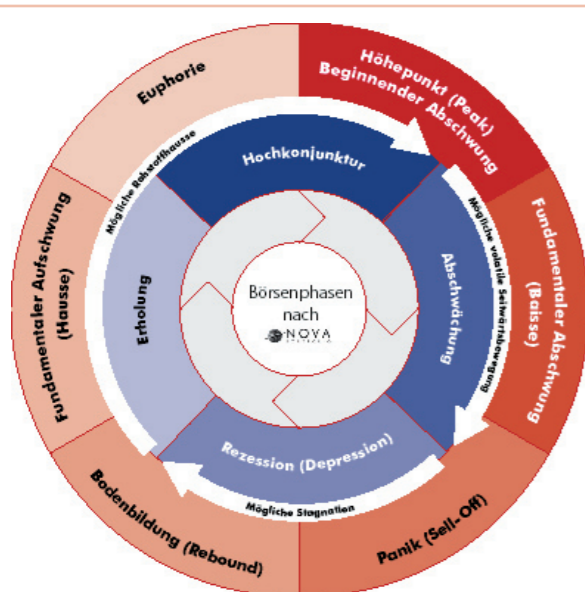 Euphorie
Höhepunkt (Peak)
Beginnender Abschwung
Fundamentaler Abschwung
(Baisse)
Panik (Sell-Off)
Bodenbildung (Rebound)
Fundamentaler Aufschwung
(Hausse)
Mögliche Rohstoffhausse
Mögliche volatile Seitwärtsbewegung
Mögliche Stagnation
Hochkonjunktur
Abschwächung
Rezession (Depression)
Erholung
Börsenphasen
nach
NOVA